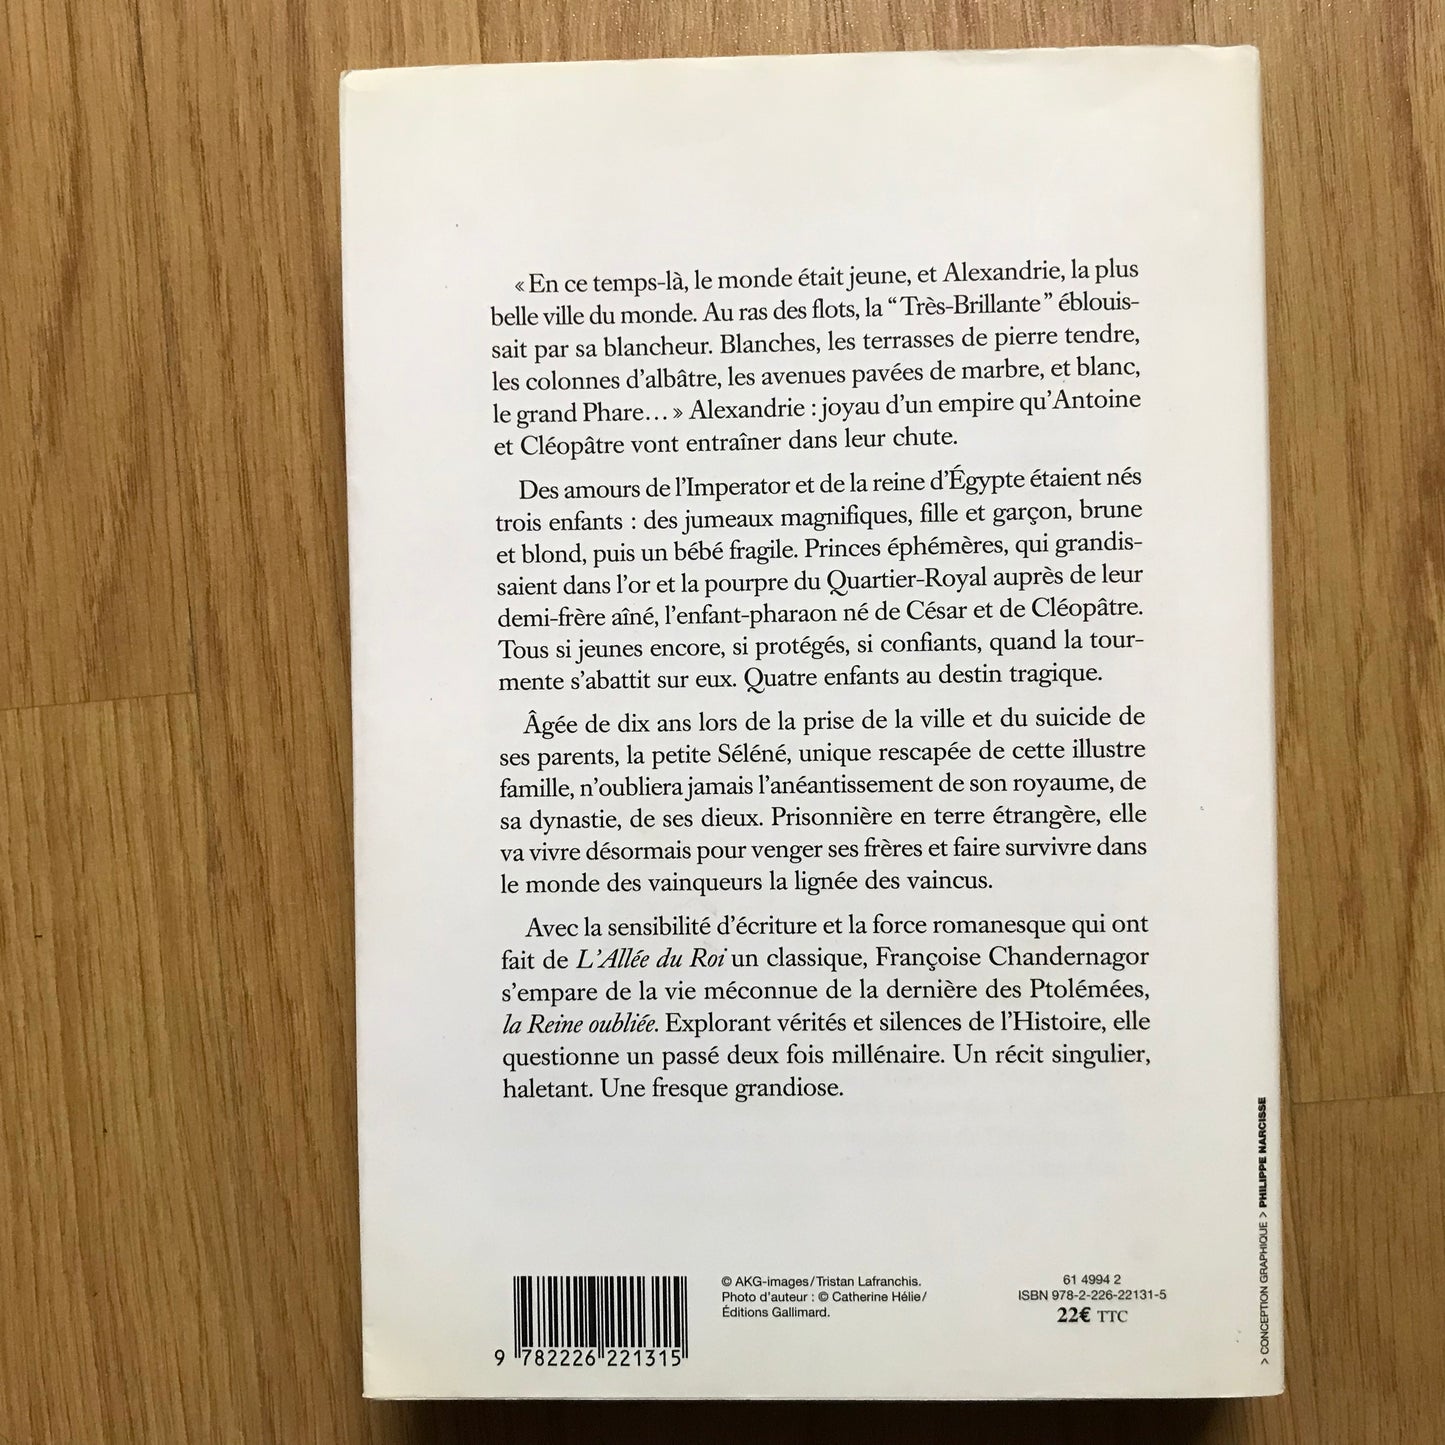 « En ce temps-là, le monde était jeune, et Alexandrie, la plus
belle ville du monde. Au ras des flots, la “Très-Brillante” éblouis-
sait par sa blancheur. Blanches, les terrasses de pierre tendre,
les colonnes d’albâtre, les avenues pavées de marbre, et blanc,
le grand Phare… » Alexandrie : joyau d’un empire qu’Antoine
et Cléopâtre vont entraîner dans leur chute.
Des amours de l’Imperator et de la reine d’Égypte étaient nés
trois enfants : des jumeaux magnifiques, fille et garçon, brune
et blond, puis un bébé fragile. Princes éphémères, qui grandis-
saient dans l’or et la pourpre du Quartier-Royal auprès de leur
demi-frère aîné, l’enfant-pharaon né de César et de Cléopâtre.
Tous si jeunes encore, si protégés, si confiants, quand la tour-
mente s’abattit sur eux. Quatre enfants au destin tragique.
Âgée de dix ans lors de la prise de la ville et du suicide de
ses parents, la petite Séléné, unique rescapée de cette illustre
famille, n’oubliera jamais l’anéantissement de son royaume, de
sa dynastie, de ses dieux. Prisonnière en terre étrangère, elle
va vivre désormais pour venger ses frères et faire survivre dans
le monde des vainqueurs la lignée des vaincus.
Avec la sensibilité d’écriture et la force romanesque qui ont
fait de L’Allée du Roi un classique, Françoise Chandernagor
s’empare de la vie méconnue de la dernière des Ptolémées,
la Reine oubliée. Explorant vérités et silences de l’Histoire, elle
questionne un passé deux fois millénaire. Un récit singulier,
haletant. Une fresque grandiose.
© AKG-images/Tristan Lafranchis.
Photo d’auteur : © Catherine Hélie/
Éditions Gallimard.
61 4994 2
ISBN 978-2-226-22131-5
22€ TTC
9 782226 221315
> CONCEPTION GRAPHIQUE > PHILIPPE NARCISSE